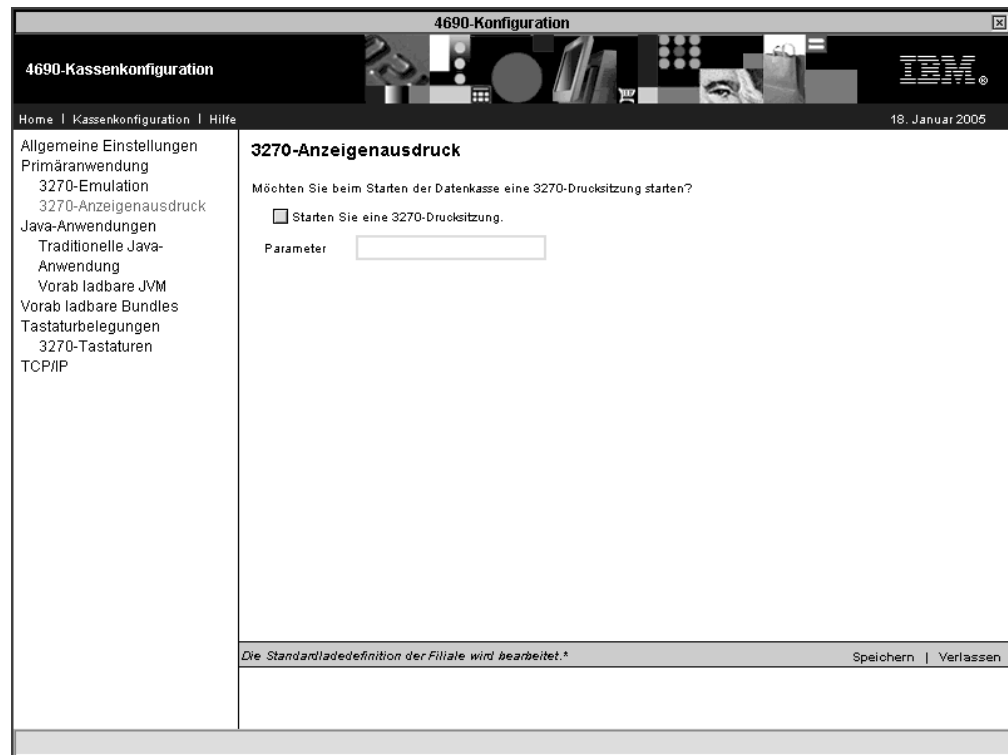 4690-Konfiguration
4690-Kassenkonfiguration
IBM®
Home | Kassenkonfiguration | Hilfe
18. Januar 2005
Allgemeine Einstellungen
Primäranwendung
3270-Emulation
3270-Anzeigenausdruck
Java-Anwendungen
Traditionelle Java-
Anwendung
Vorab ladbare JVM
Vorab ladbare Bundles
Tastaturbelegungen
3270-Tastaturen
TCP/IP
3270-Anzeigenausdruck
Möchten Sie beim Starten der Datenkasse eine 3270-Drucksitzung starten?
Starten Sie eine 3270-Drucksitzung.
Parameter
Die Standardladedefinition der Filiale wird bearbeitet.*
Speichern | Verlassen